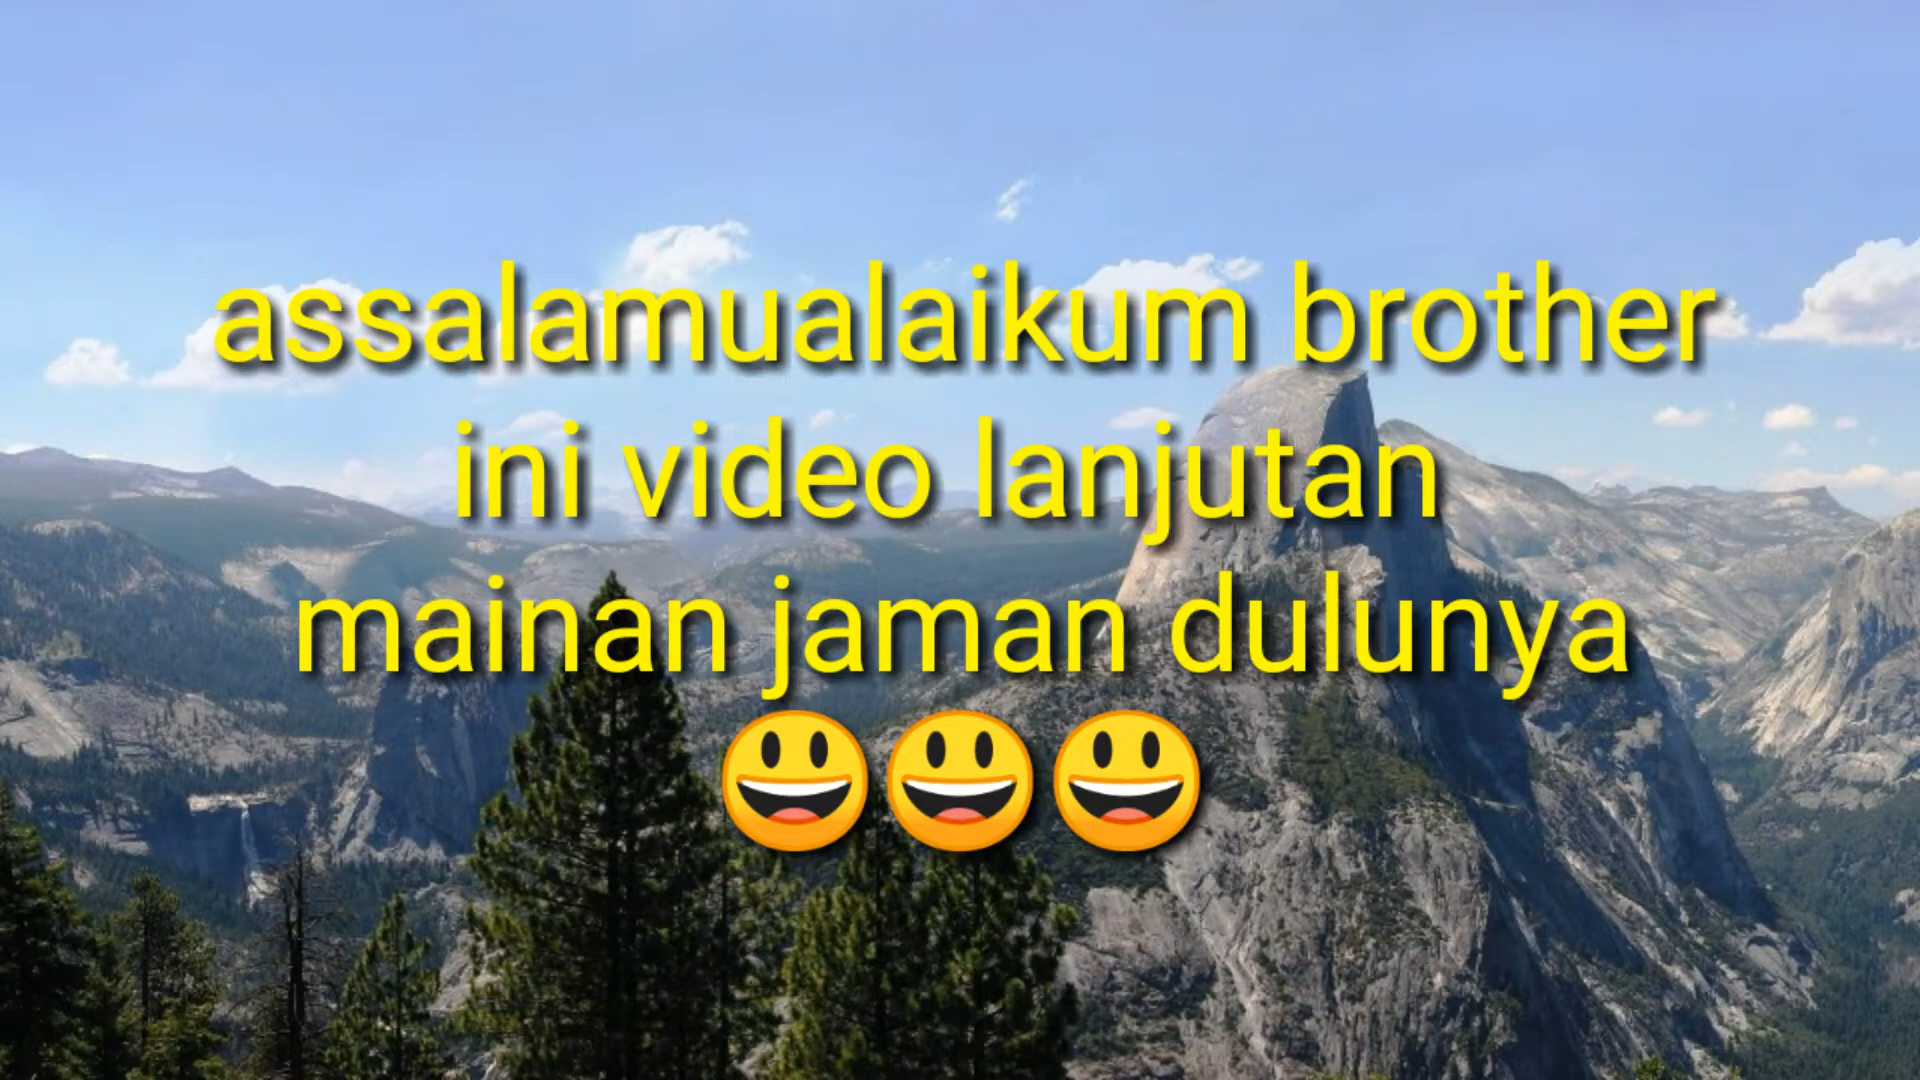 assalamualaikum brother
ini video lanjutan
mainan jaman dulunya
😃😃😃